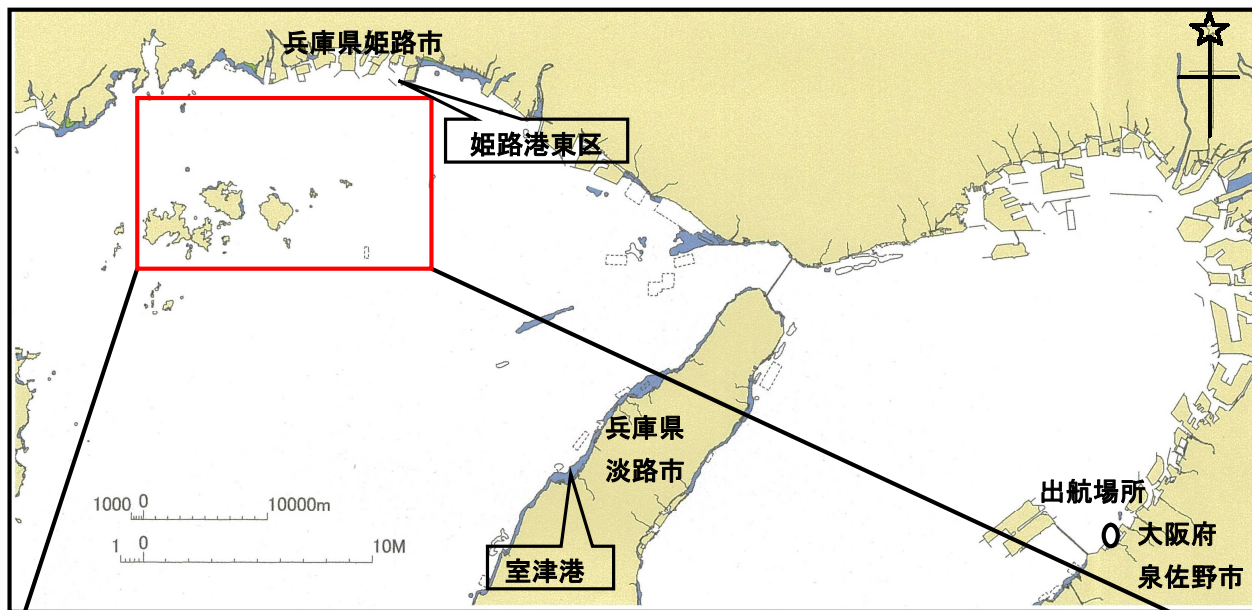 兵庫県姫路市
姫路港東区
兵庫県
淡路市
1000 0 10000m
出航場所
1 0 10M
大阪府
室津港
泉佐野市